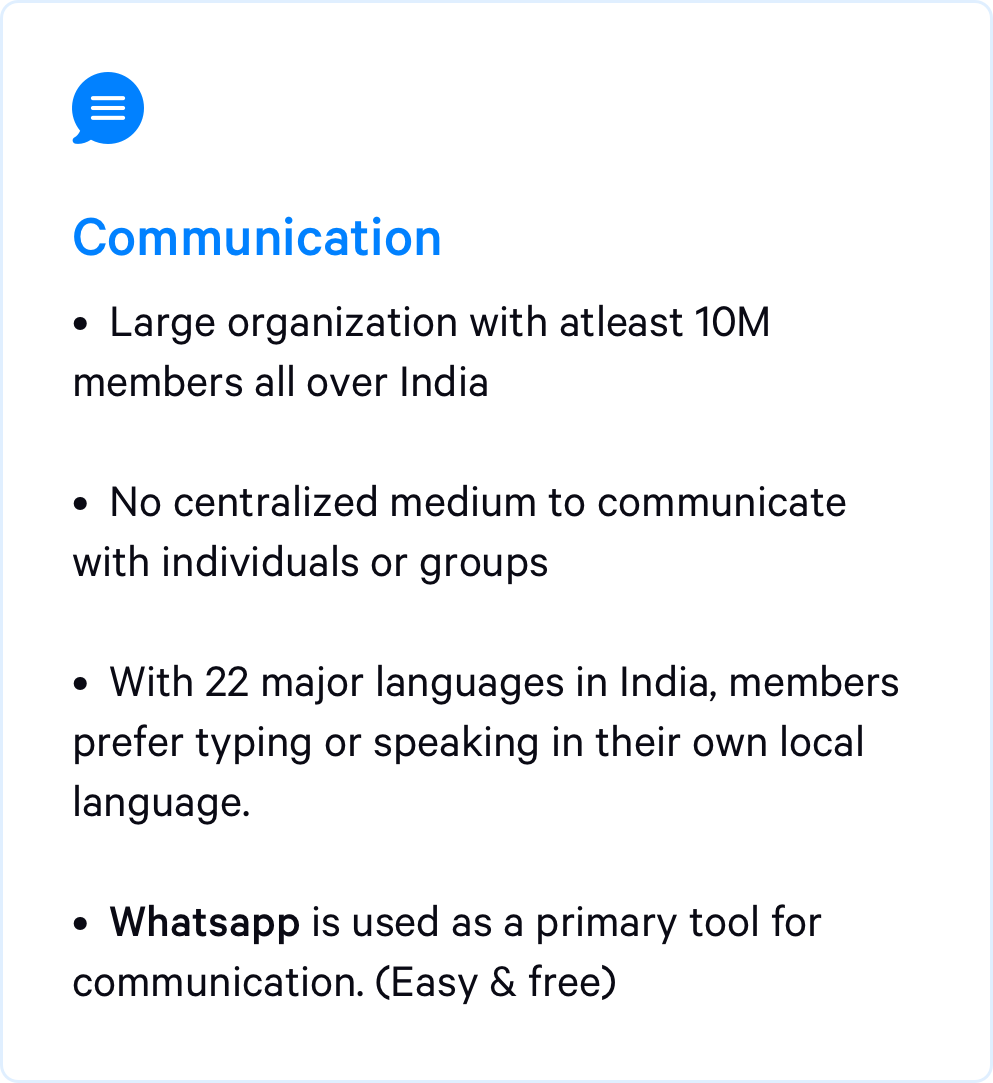 Communication
• Large organization with atleast 10M
members all over India
• No centralized medium to communicate
with individuals or groups
• With 22 major languages in India, members
prefer typing or speaking in their own local
language.
• Whatsapp is used as a primary tool for
communication. (Easy & free)